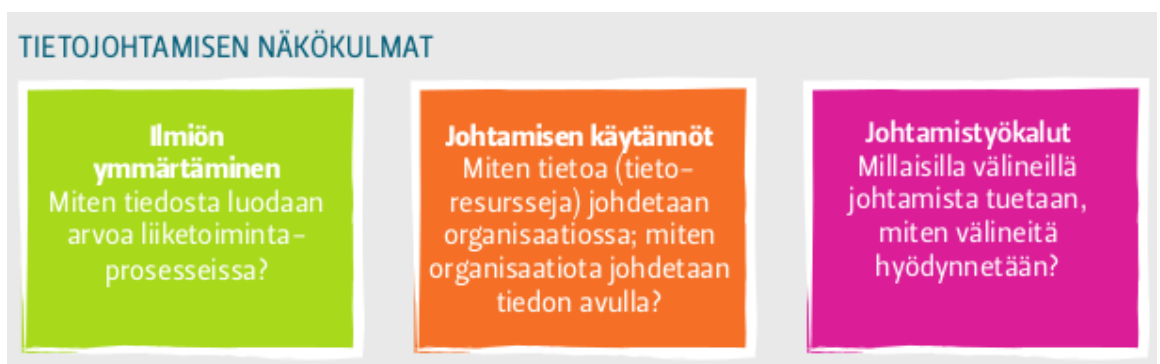 TIETOJOHTAMISEN NÄKÖKULMAT
Ilmiön
ymmärtäminen
Miten tiedosta luodaan
arvoa liiketoiminta–
prosesseissa?
Johtamisen käytännöt
Miten tietoa (tieto–
resursseja) johdetaan
organisaatiossa; miten
organisaatiota johdetaan
tiedon avulla?
Johtamistyökalut
Millaisilla välineillä
johtamista tuetaan,
miten välineitä
hyödynnetään?